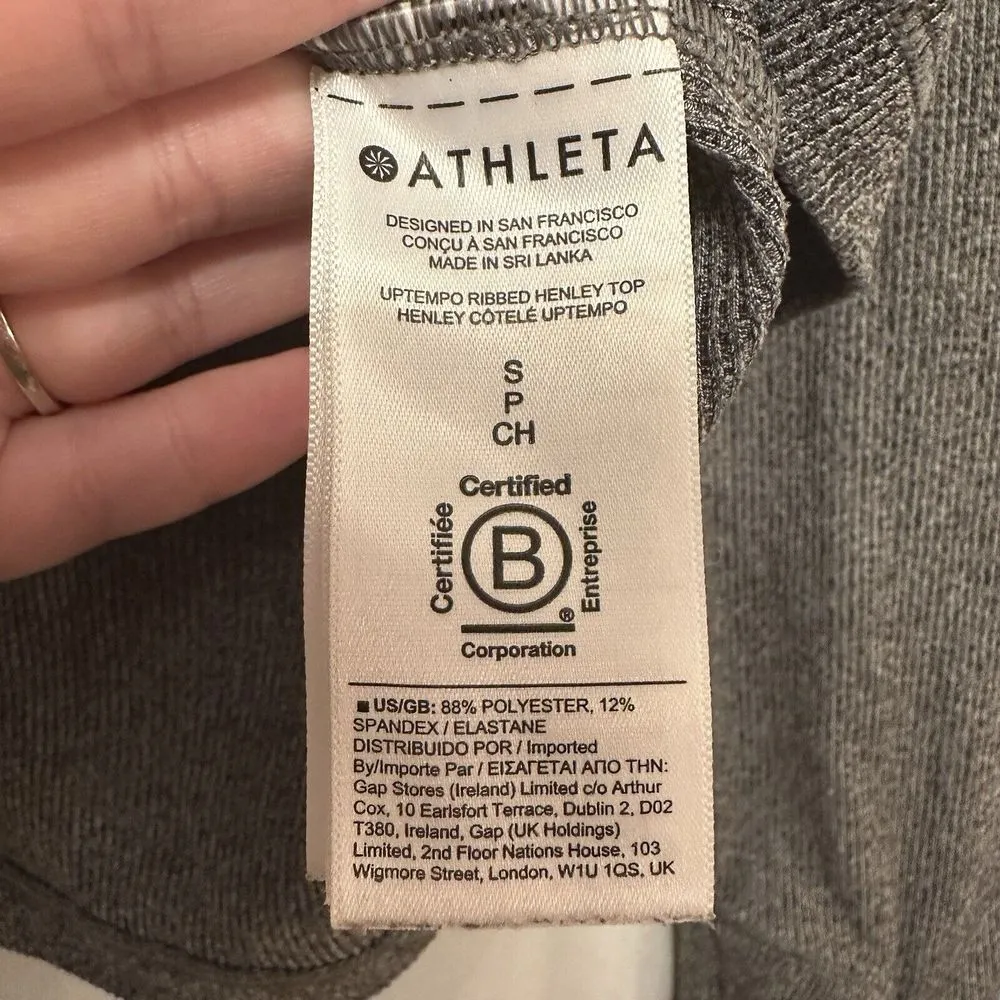 ATHLETA
DESIGNED IN SAN FRANCISCO
CONÇU À SAN FRANCISCO
MADE IN SRI LANKA
UPTEMPO RIBBED HENLEY TOP
HENLEY CÔTELÉ UPTEMPO
S
P
CH
Certified
Certifiée
B
Entreprise
®
Corporation
US/GB: 88% POLYESTER, 12%
SPANDEX / ELASTANE
DISTRIBUIDO POR / Imported
By/Importe Par / ΕΙΣΑΓΕΤΑΙ ΑΠΟ ΤΗΝ:
Gap Stores (Ireland) Limited c/o Arthur
Cox, 10 Earlsfort Terrace, Dublin 2, D02
T380, Ireland, Gap (UK Holdings)
Limited, 2nd Floor Nations House, 103
Wigmore Street, London, W1U 1QS, UK